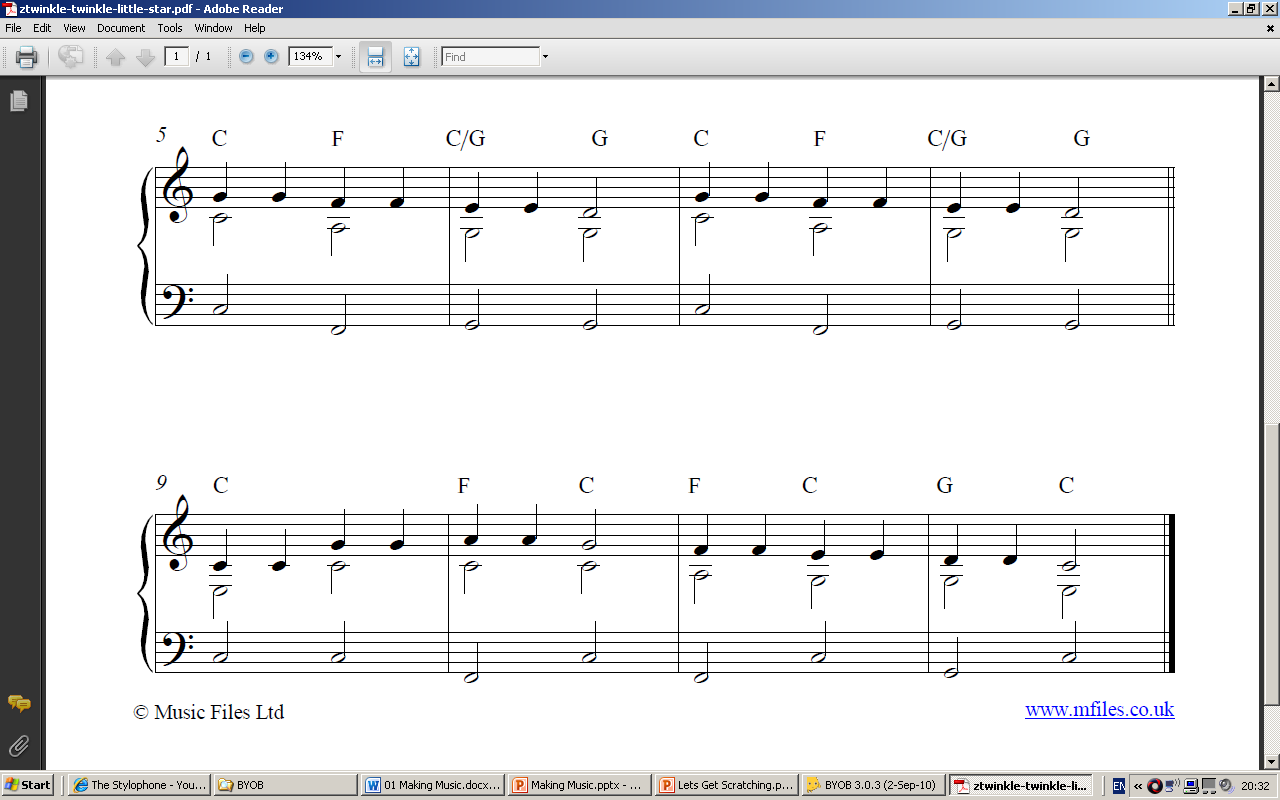 ztwinkle-twinkle-little-star.pdf - Adobe Reader
File Edit View Document Tools Window Help
1 / 1 134% Find
5 C F C/G G C F C/G G
9 C F C F C G C
© Music Files Ltd www.mfiles.co.uk
Start The Stylophone - You... BYOB 01 Making Music.docx... Making Music.pptx - ... Lets Get Scratching.p... BYOB 3.0.3 (2-Sep-10) ztwinkle-twinkle-li... EN « 20:32